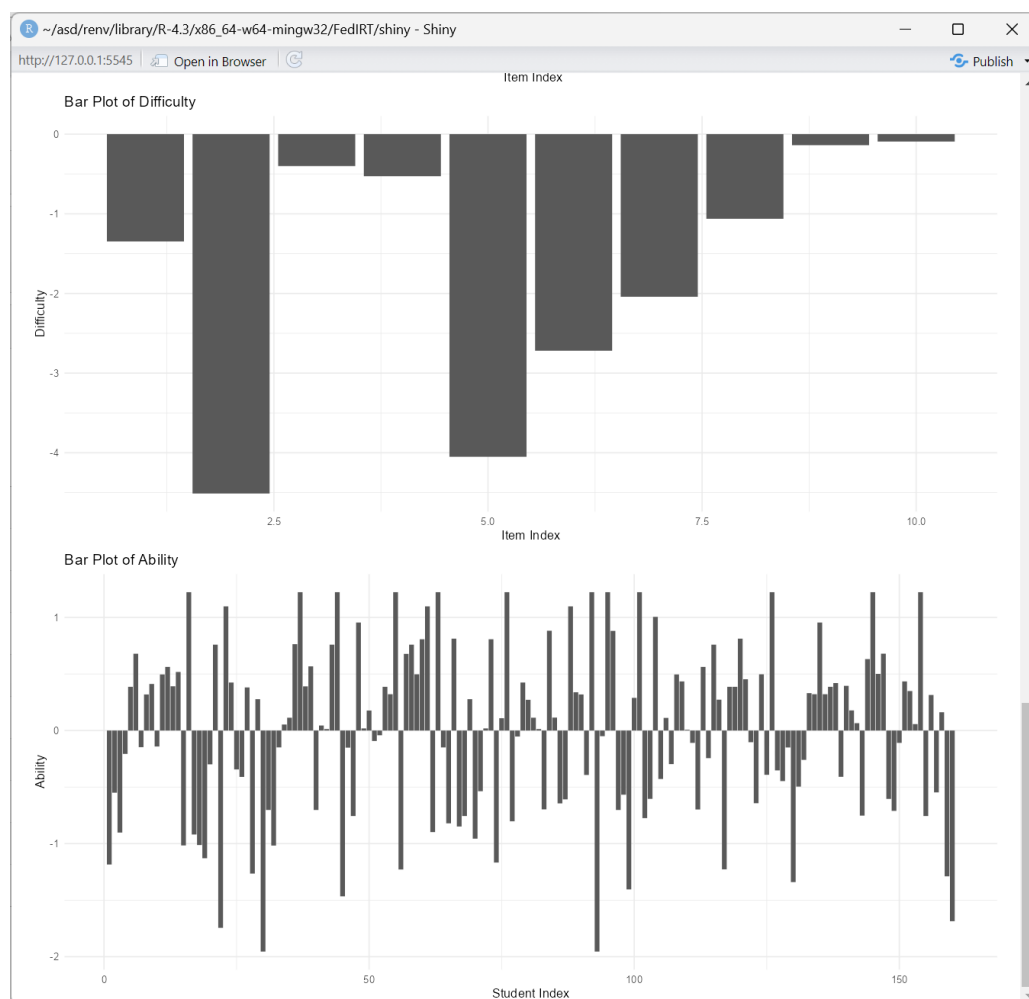 R ~/asd/renv/library/R-4.3/x86_64-w64-mingw32/FedIRT/shiny - Shiny
http://127.0.0.1:5545 Open in Browser Publish
Item Index
Bar Plot of Difficulty
0
-1
-2
-3
-4
Difficulty
2.5 5.0 7.5 10.0
Item Index
Bar Plot of Ability
1
0
-1
-2
Ability
0 50 100 150
Student Index